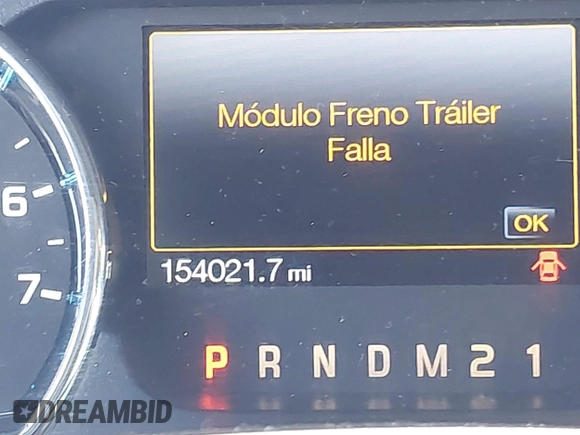 Módulo Freno Tráiler
Falla
OK
6
7
154021.7 mi
P R N D M 2 1
DREAMBID